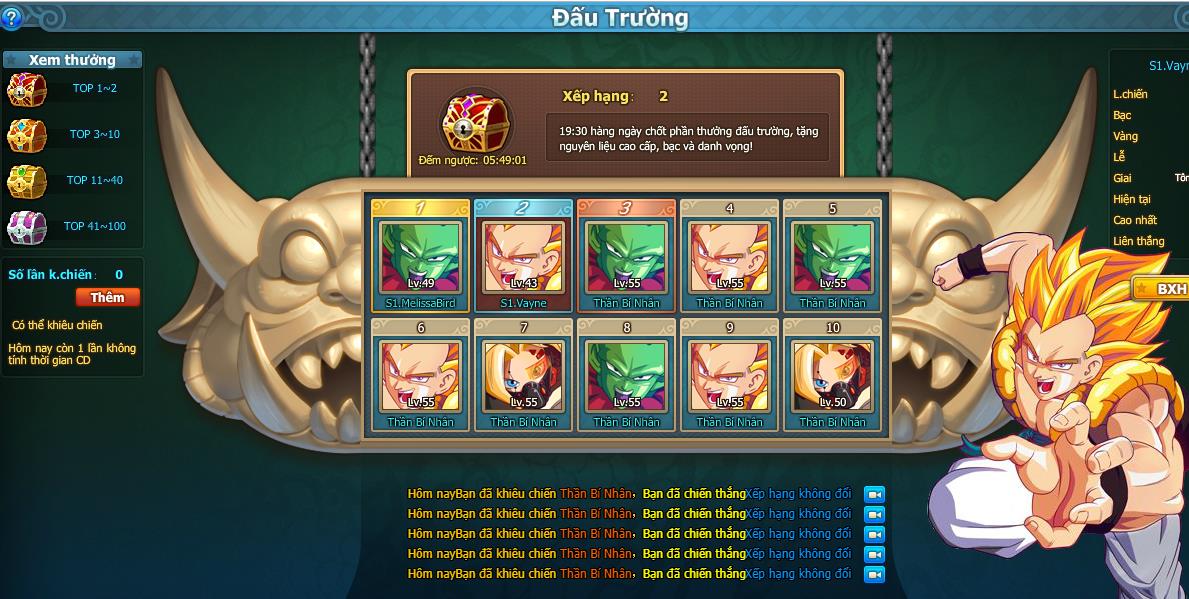 Đấu Trường
?
Xem thưởng
TOP 1~2
TOP 3~10
TOP 11~40
TOP 41~100
Số lần k.chiến: 0
Thêm
Có thể khiêu chiến
Hôm nay còn 1 lần không
tính thời gian CD
Xếp hạng: 2
19:30 hàng ngày chốt phần thưởng đấu trường, tặng
nguyên liệu cao cấp, bạc và danh vọng!
Đếm ngược: 05:49:01
1 2 3 4 5
Lv.49 Lv.43 Lv.55 Lv.55 Lv.55
S1.MelissaBird S1.Vayne Thần Bí Nhân Thần Bí Nhân Thần Bí Nhân
6 7 8 9 10
Lv.55 Lv.55 Lv.55 Lv.55 Lv.50
Thần Bí Nhân Thần Bí Nhân Thần Bí Nhân Thần Bí Nhân Thần Bí Nhân
Hôm nayBạn đã khiêu chiến Thần Bí Nhân, Bạn đã chiến thắngXếp hạng không đổi
Hôm nayBạn đã khiêu chiến Thần Bí Nhân, Bạn đã chiến thắngXếp hạng không đổi
Hôm nayBạn đã khiêu chiến Thần Bí Nhân, Bạn đã chiến thắngXếp hạng không đổi
Hôm nayBạn đã khiêu chiến Thần Bí Nhân, Bạn đã chiến thắngXếp hạng không đổi
Hôm nayBạn đã khiêu chiến Thần Bí Nhân, Bạn đã chiến thắngXếp hạng không đổi
S1.Vayn
L.chiến
Bạc
Vàng
Lễ
Giai Tôn
Hiện tại
Cao nhất
Liên thắng
BXH